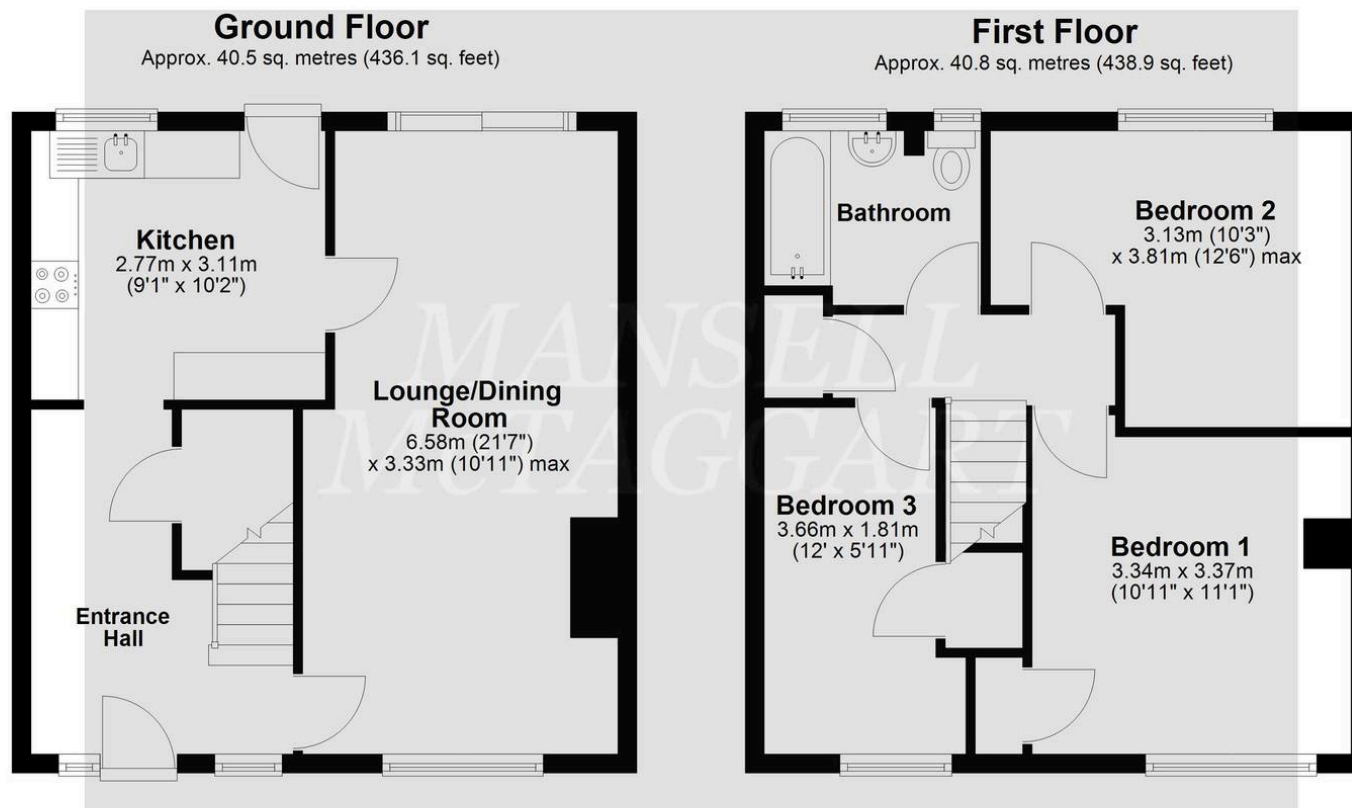 Ground Floor
Approx. 40.5 sq. metres (436.1 sq. feet)
Kitchen
2.77m x 3.11m
(9'1" x 10'2")
Lounge/Dining
Room
6.58m (21'7")
x 3.33m (10'11") max
Entrance
Hall
First Floor
Approx. 40.8 sq. metres (438.9 sq. feet)
Bathroom
Bedroom 2
3.13m (10'3")
x 3.81m (12'6") max
Bedroom 3
3.66m x 1.81m
(12' x 5'11")
Bedroom 1
3.34m x 3.37m
(10'11" x 11'1")
MANSELL
McTAGGART